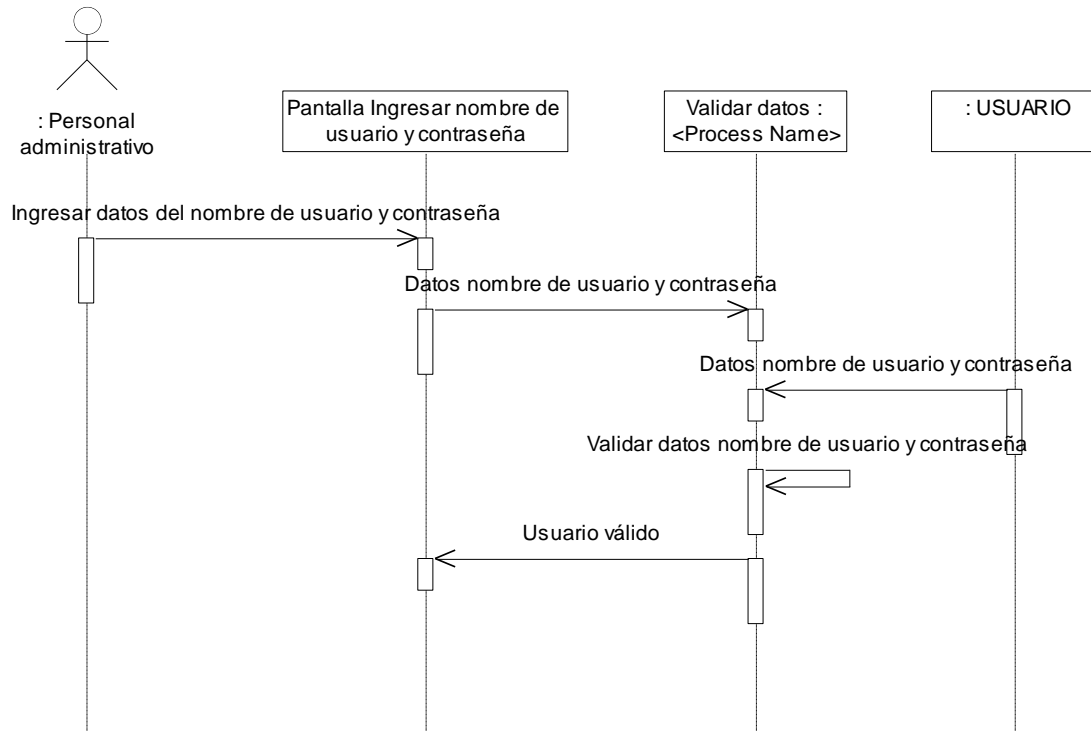 : Personal
administrativo
Pantalla Ingresar nombre de
usuario y contraseña
Validar datos :
<Process Name>
: USUARIO
Ingresar datos del nombre de usuario y contraseña
Datos nombre de usuario y contraseña
Datos nombre de usuario y contraseña
Validar datos nombre de usuario y contraseña
Usuario válido